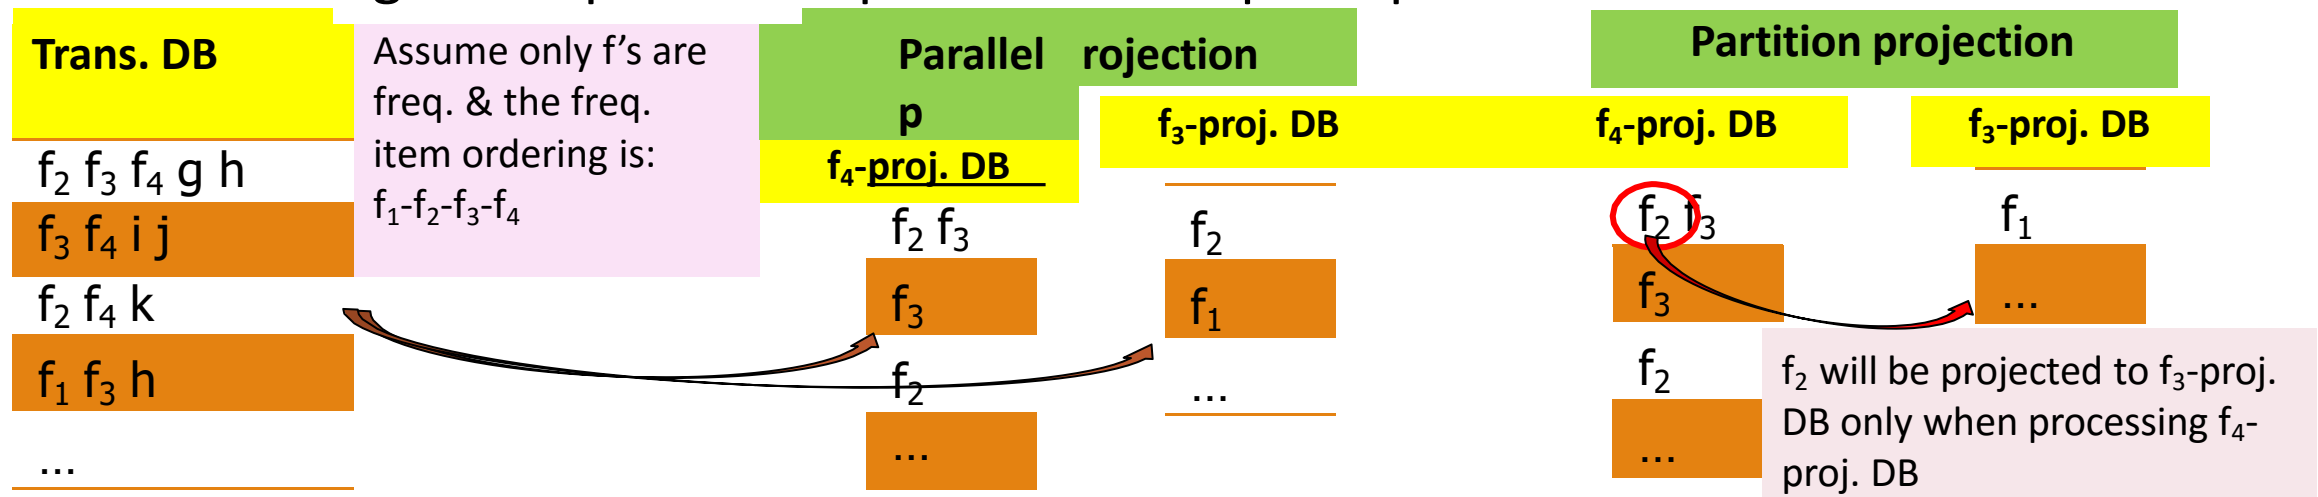 Trans. DB
f2 f3 f4 g h
f3 f4 i j
f2 f4 k
f1 f3 h
...
Assume only f’s are
freq. & the freq.
item ordering is:
f1-f2-f3-f4
Parallel rojection
p
f4-proj. DB
f2 f3
f3
f2
...
f3-proj. DB
f2
f1
...
Partition projection
f4-proj. DB
f2 f3
f3
f2
...
f3-proj. DB
f1
...
f2 will be projected to f3-proj.
DB only when processing f4-
proj. DB